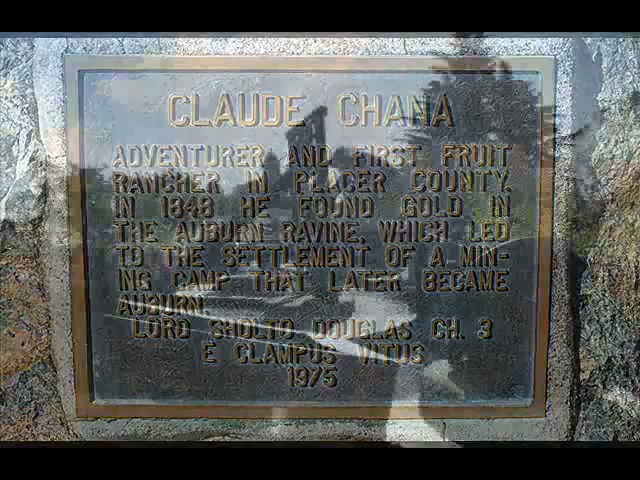 CLAUDE CHANA
ADVENTURER AND FIRST FRUIT
RANCHER IN PLACER COUNTY.
IN 1848 HE FOUND GOLD IN
THE AUBURN RAVINE, WHICH LED
TO THE SETTLEMENT OF A MIN-
ING CAMP THAT LATER BECAME
AUBURN.
LORD SHOLTO DOUGLAS CH. 3
E CLAMPUS VITUS
1975